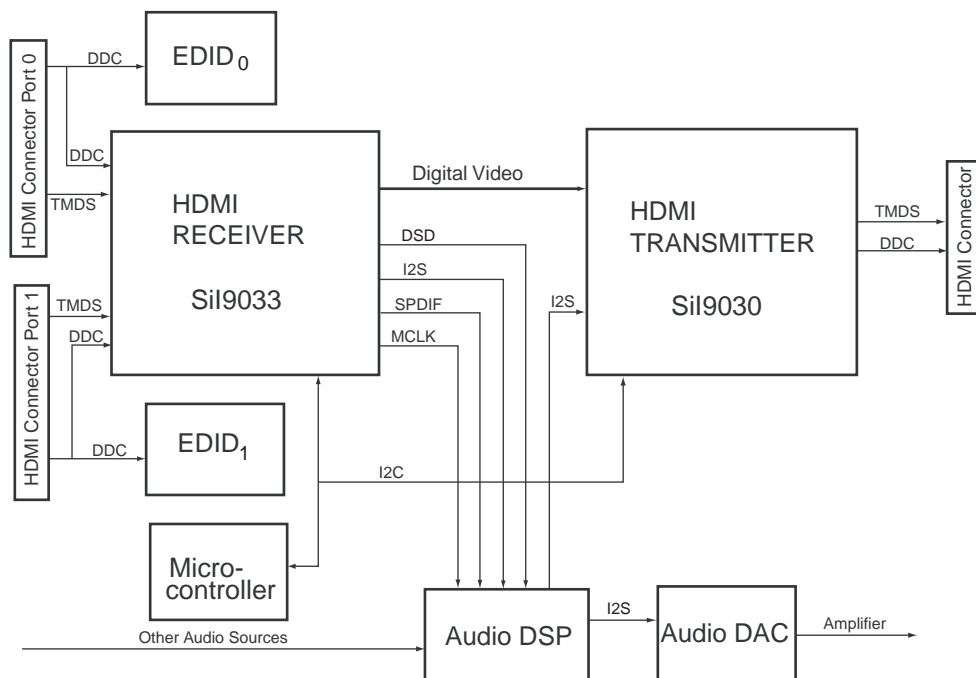 HDMI Connector Port 0
DDC
EDID0
DDC
TMDS
HDMI
RECEIVER
SiI9033
Digital Video
DSD
I2S
SPDIF
MCLK
HDMI
TRANSMITTER
SiI9030
I2S
TMDS
DDC
HDMI Connector
HDMI Connector Port 1
TMDS
DDC
DDC
EDID1
I2C
Micro-
controller
Other Audio Sources
Audio DSP
I2S
Audio DAC
Amplifier